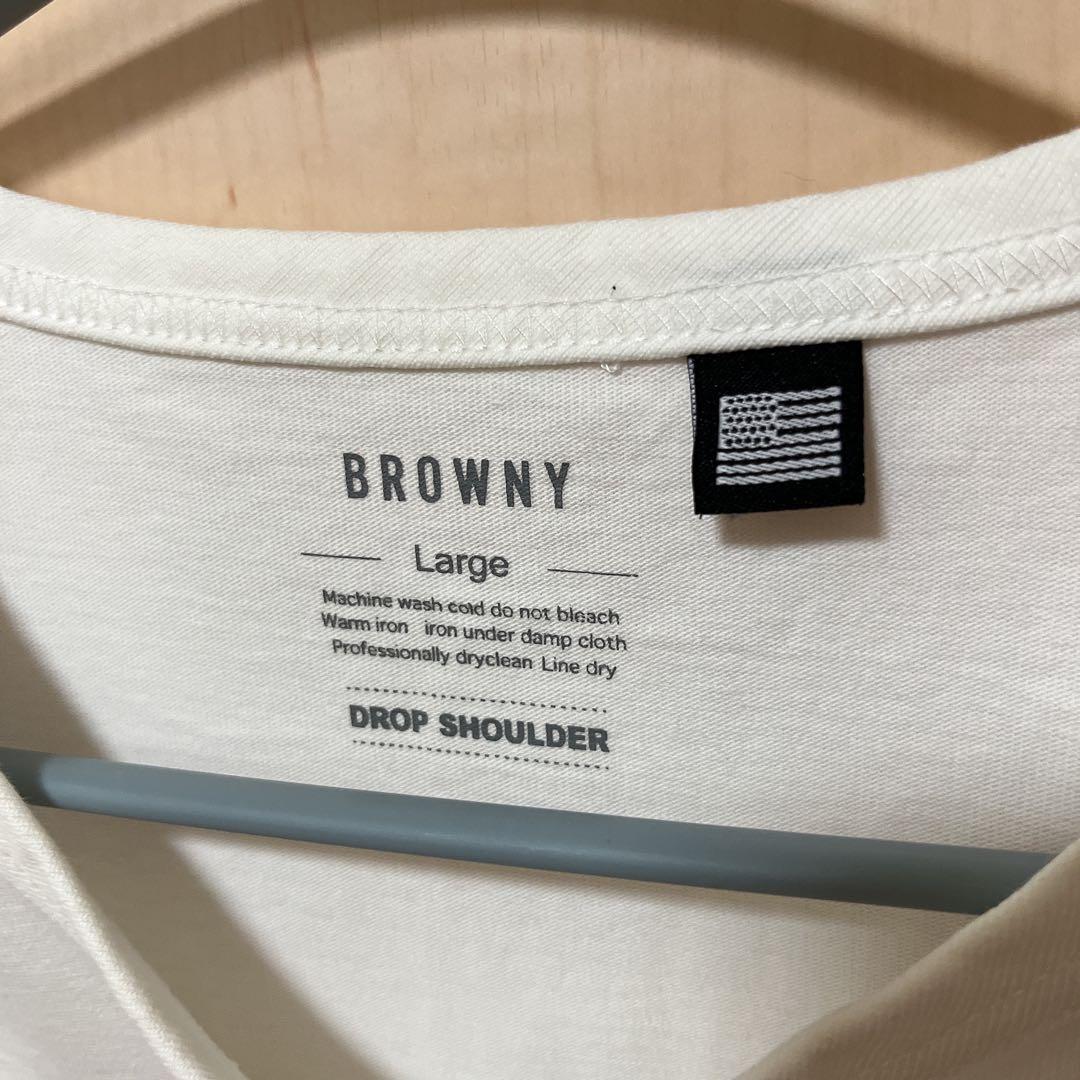 BROWNY
Large
Machine wash cold do not bleach
Warm iron iron under damp cloth
Professionally dryclean Line dry
DROP SHOULDER